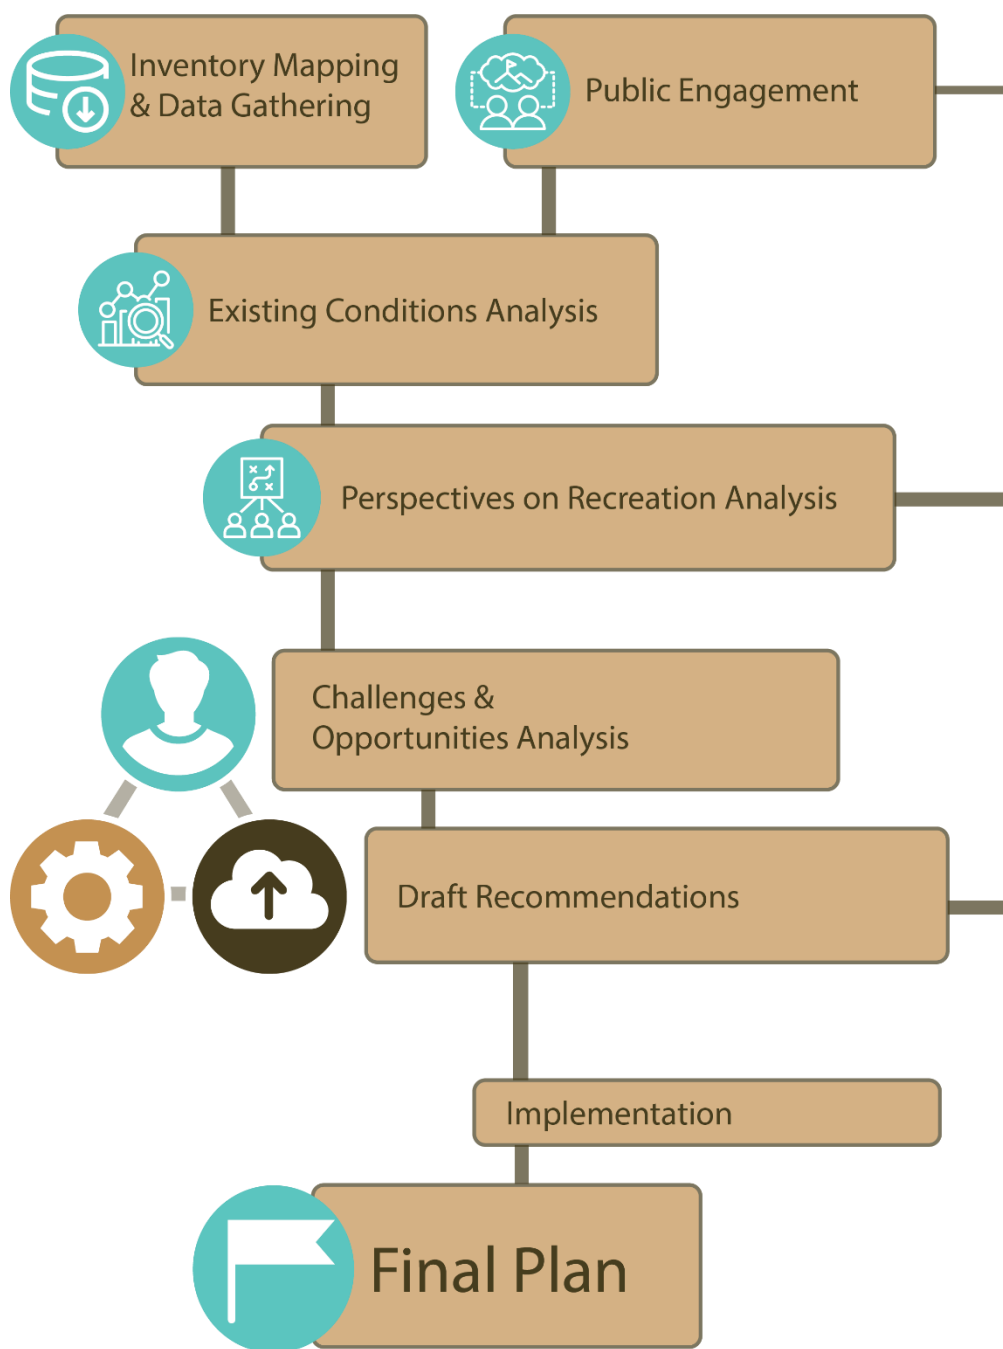 Inventory Mapping
& Data Gathering
Public Engagement
Existing Conditions Analysis
Perspectives on Recreation Analysis
Challenges &
Opportunities Analysis
Draft Recommendations
Implementation
Final Plan